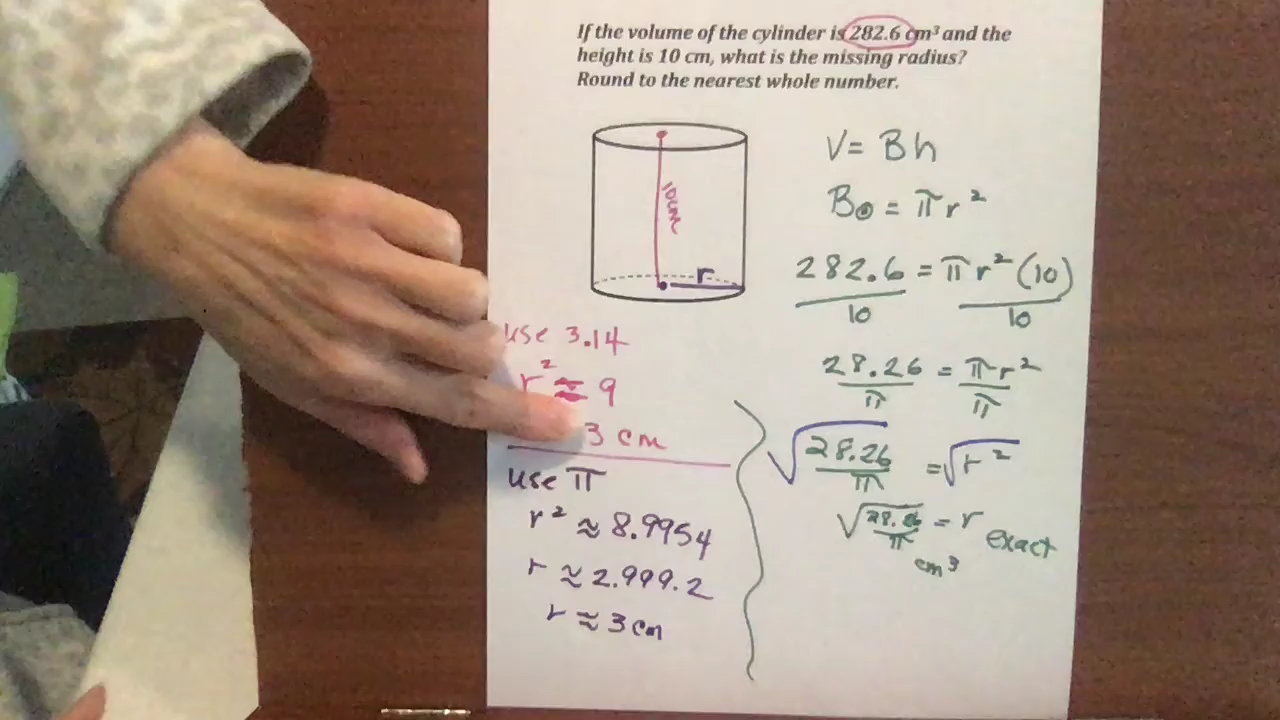 If the volume of the cylinder is 282.6 cm³ and the
height is 10 cm, what is the missing radius?
Round to the nearest whole number.
10cm
r
V = Bh
B = πr²
282.6 = πr² (10)
10 10
28.26 = πr²
π π
√28.26 = √r²
π
√28.26 = r exact
π
cm³
use 3.14
r² ≈ 9
3 cm
use π
r² ≈ 8.9954
r ≈ 2.999.2
r ≈ 3cm